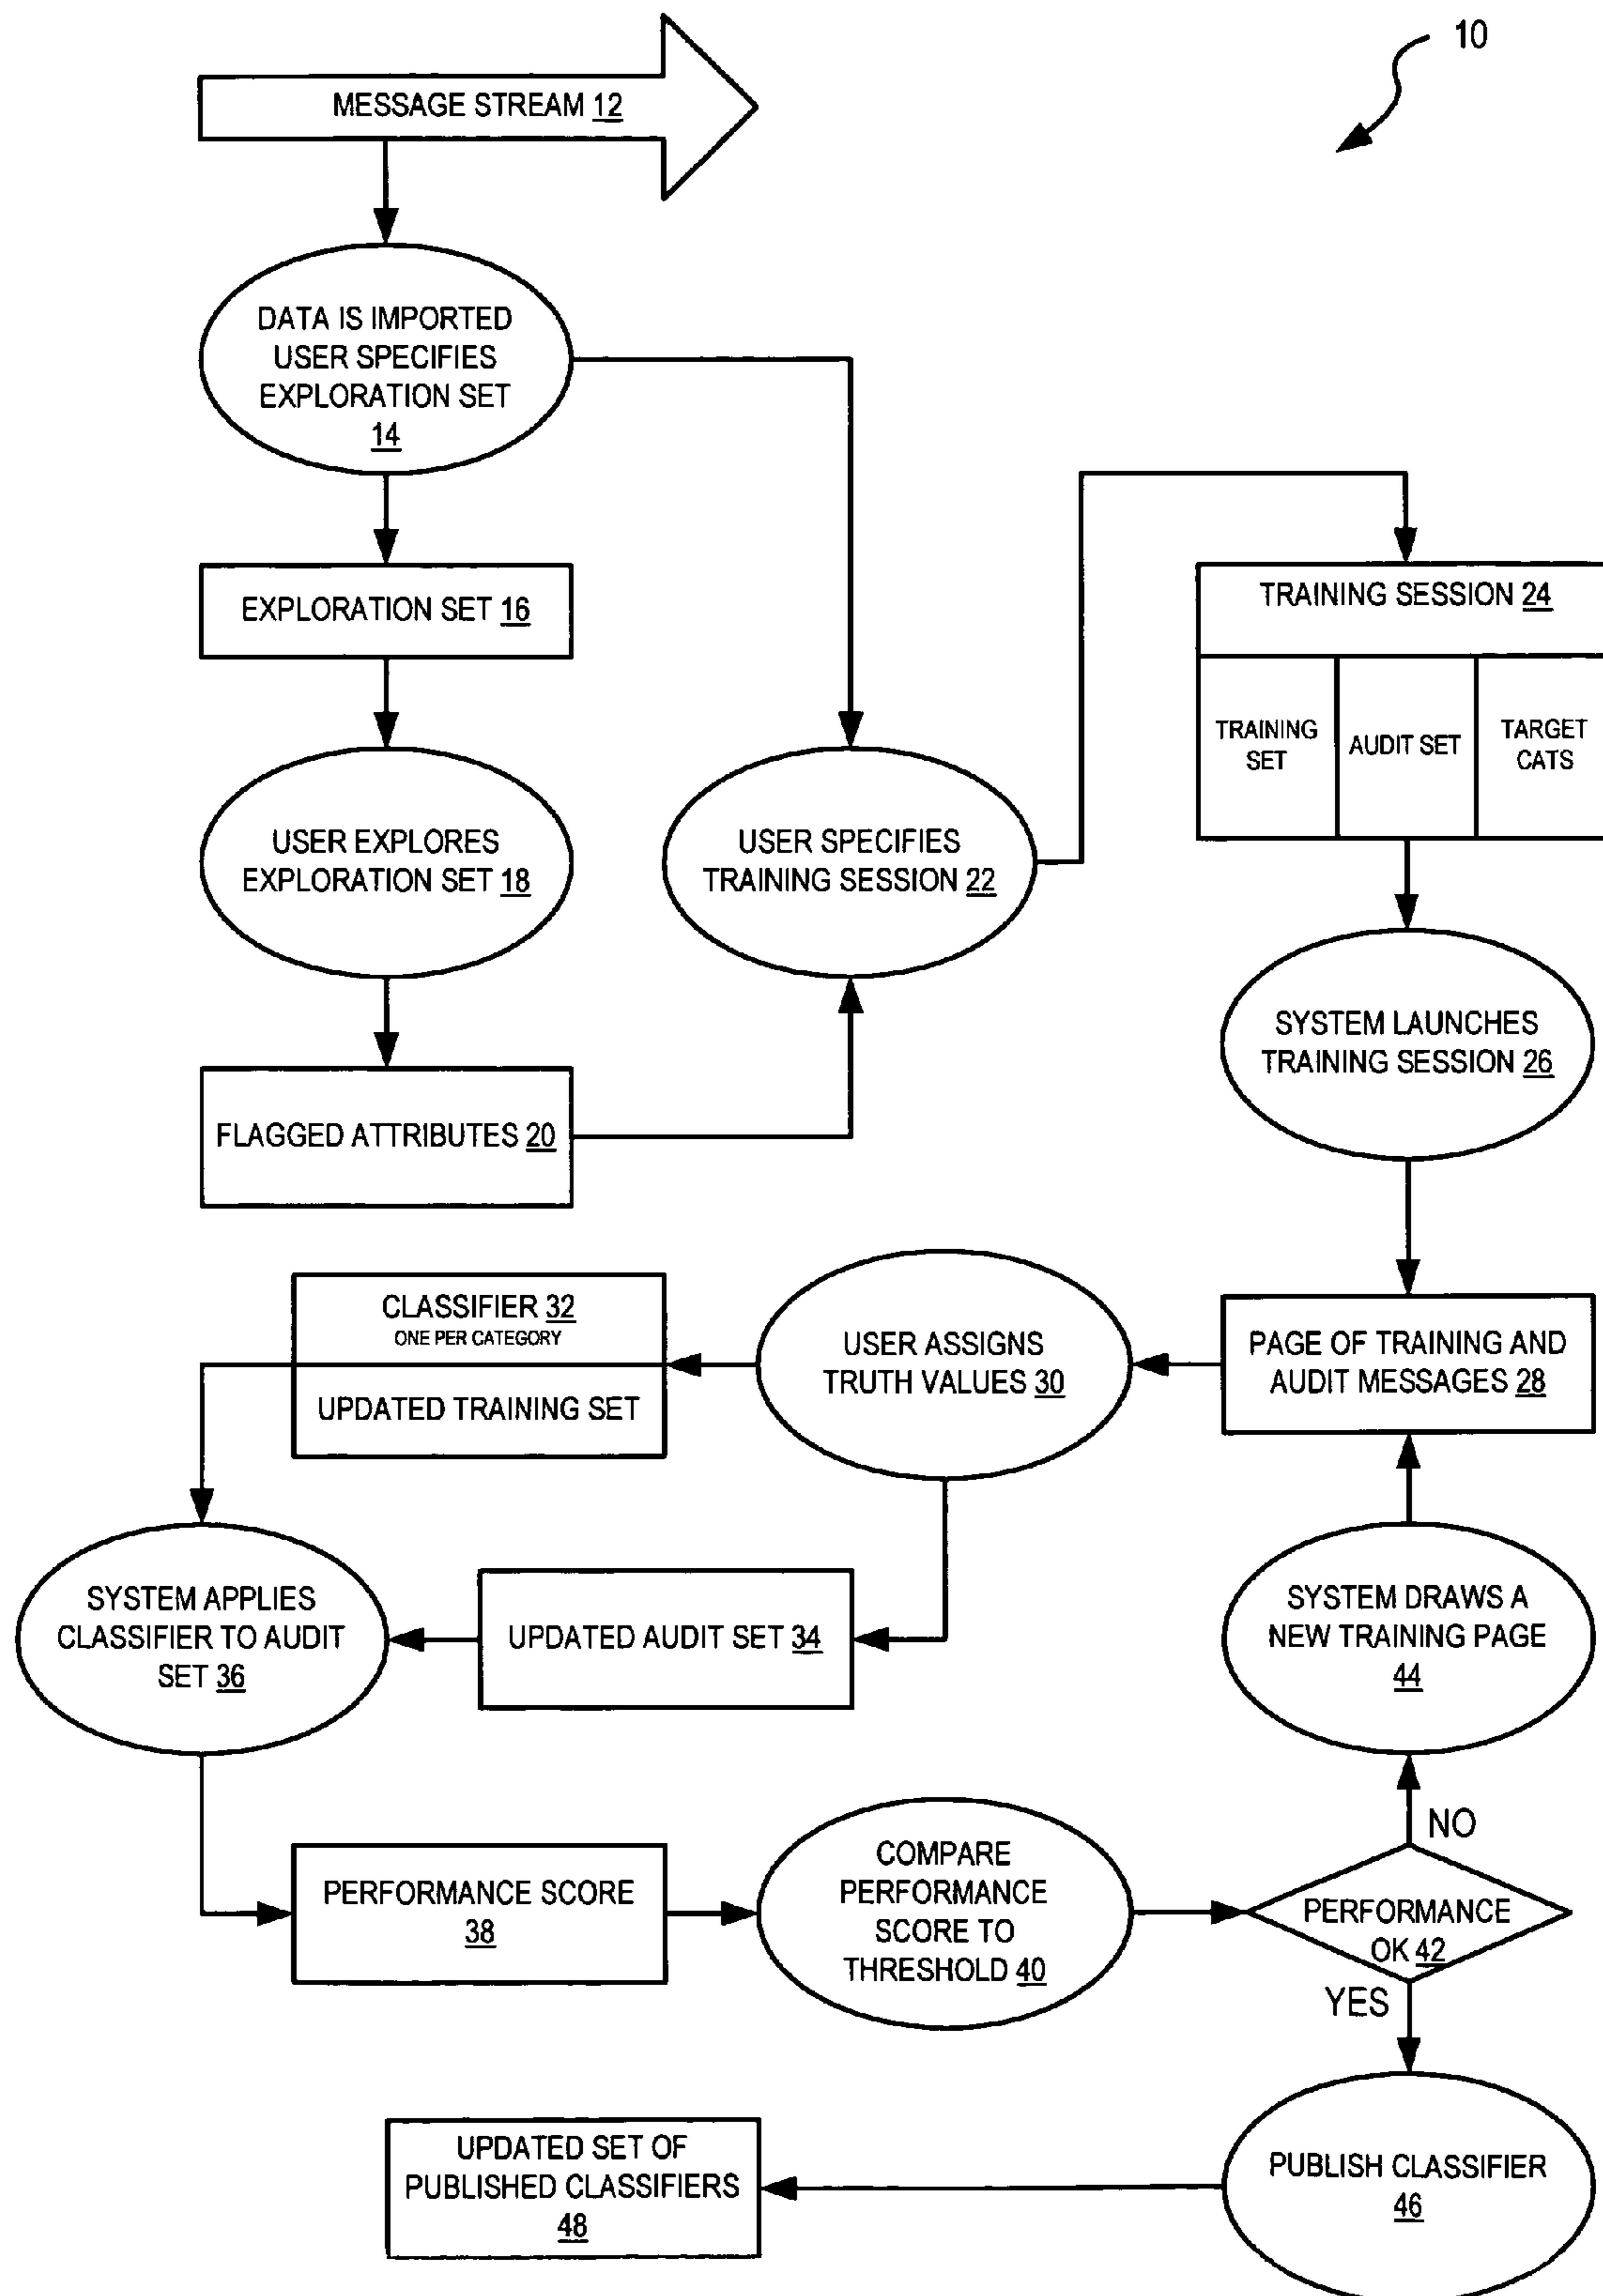 10
MESSAGE STREAM 12
DATA IS IMPORTED
USER SPECIFIES
EXPLORATION SET
14
EXPLORATION SET 16
TRAINING SESSION 24
TRAINING
SET
AUDIT SET
TARGET
CATS
USER EXPLORES
EXPLORATION SET 18
USER SPECIFIES
TRAINING SESSION 22
SYSTEM LAUNCHES
TRAINING SESSION 26
FLAGGED ATTRIBUTES 20
CLASSIFIER 32
ONE PER CATEGORY
UPDATED TRAINING SET
USER ASSIGNS
TRUTH VALUES 30
PAGE OF TRAINING AND
AUDIT MESSAGES 28
SYSTEM APPLIES
CLASSIFIER TO AUDIT
SET 36
UPDATED AUDIT SET 34
SYSTEM DRAWS A
NEW TRAINING PAGE
44
NO
PERFORMANCE SCORE
38
COMPARE
PERFORMANCE
SCORE TO
THRESHOLD 40
PERFORMANCE
OK 42
YES
UPDATED SET OF
PUBLISHED CLASSIFIERS
48
PUBLISH CLASSIFIER
46